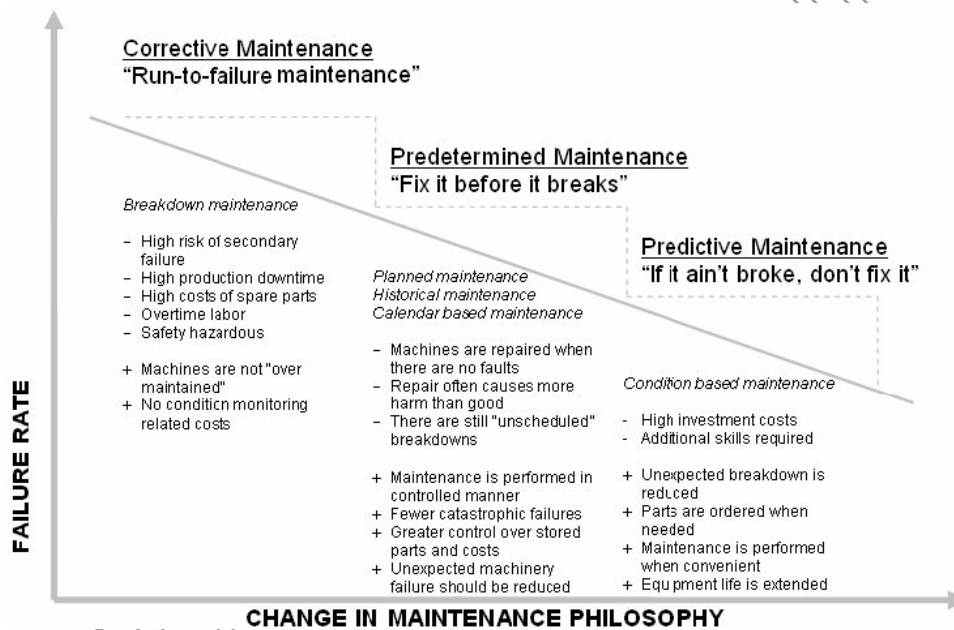 Corrective Maintenance
“Run-to-failure maintenance”
Predetermined Maintenance
“Fix it before it breaks”
Predictive Maintenance
“If it ain't broke, don't fix it”
Breakdown maintenance
– High risk of secondary
failure
– High production downtime
– High costs of spare parts
– Overtime labor
– Safety hazardous
+ Machines are not "over
maintained"
+ No condition monitoring
related costs
Planned maintenance
Historical maintenance
Calendar based maintenance
– Machines are repaired when
there are no faults
– Repair often causes more
harm than good
– There are still "unscheduled"
breakdowns
+ Maintenance is performed in
controlled manner
+ Fewer catastrophic failures
+ Greater control over stored
parts and costs
+ Unexpected machinery
failure should be reduced
Condition based maintenance
- High investment costs
- Additional skills required
+ Unexpected breakdown is
reduced
+ Parts are ordered when
needed
+ Maintenance is performed
when convenient
+ Equipment life is extended
FAILURE RATE
CHANGE IN MAINTENANCE PHILOSOPHY